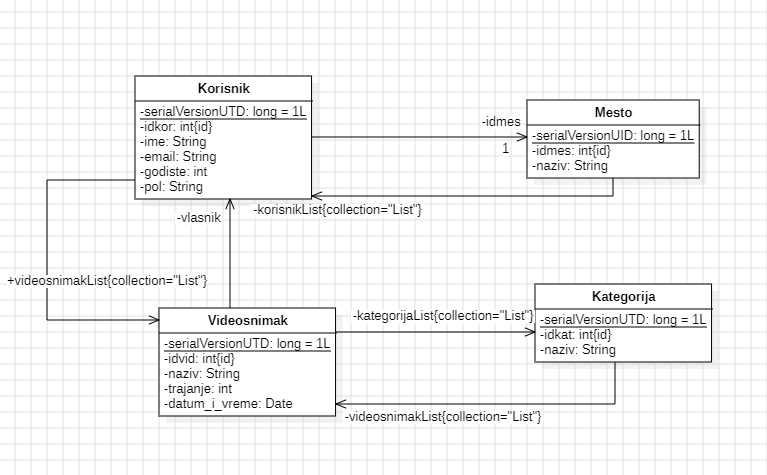 Korisnik
-serialVersionUTD: long = 1L
-idkor: int{id}
-ime: String
-email: String
-godiste: int
-pol: String
-idmes
1
Mesto
-serialVersionUID: long = 1L
-idmes: int{id}
-naziv: String
-korisnikList{collection="List"}
-vlasnik
+videosnimakList{collection="List"}
Videosnimak
-serialVersionUTD: long = 1L
-idvid: int{id}
-naziv: String
-trajanje: int
-datum_i_vreme: Date
-kategorijaList{collection="List"}
Kategorija
-serialVersionUTD: long = 1L
-idkat: int{id}
-naziv: String
-videosnimakList{collection="List"}